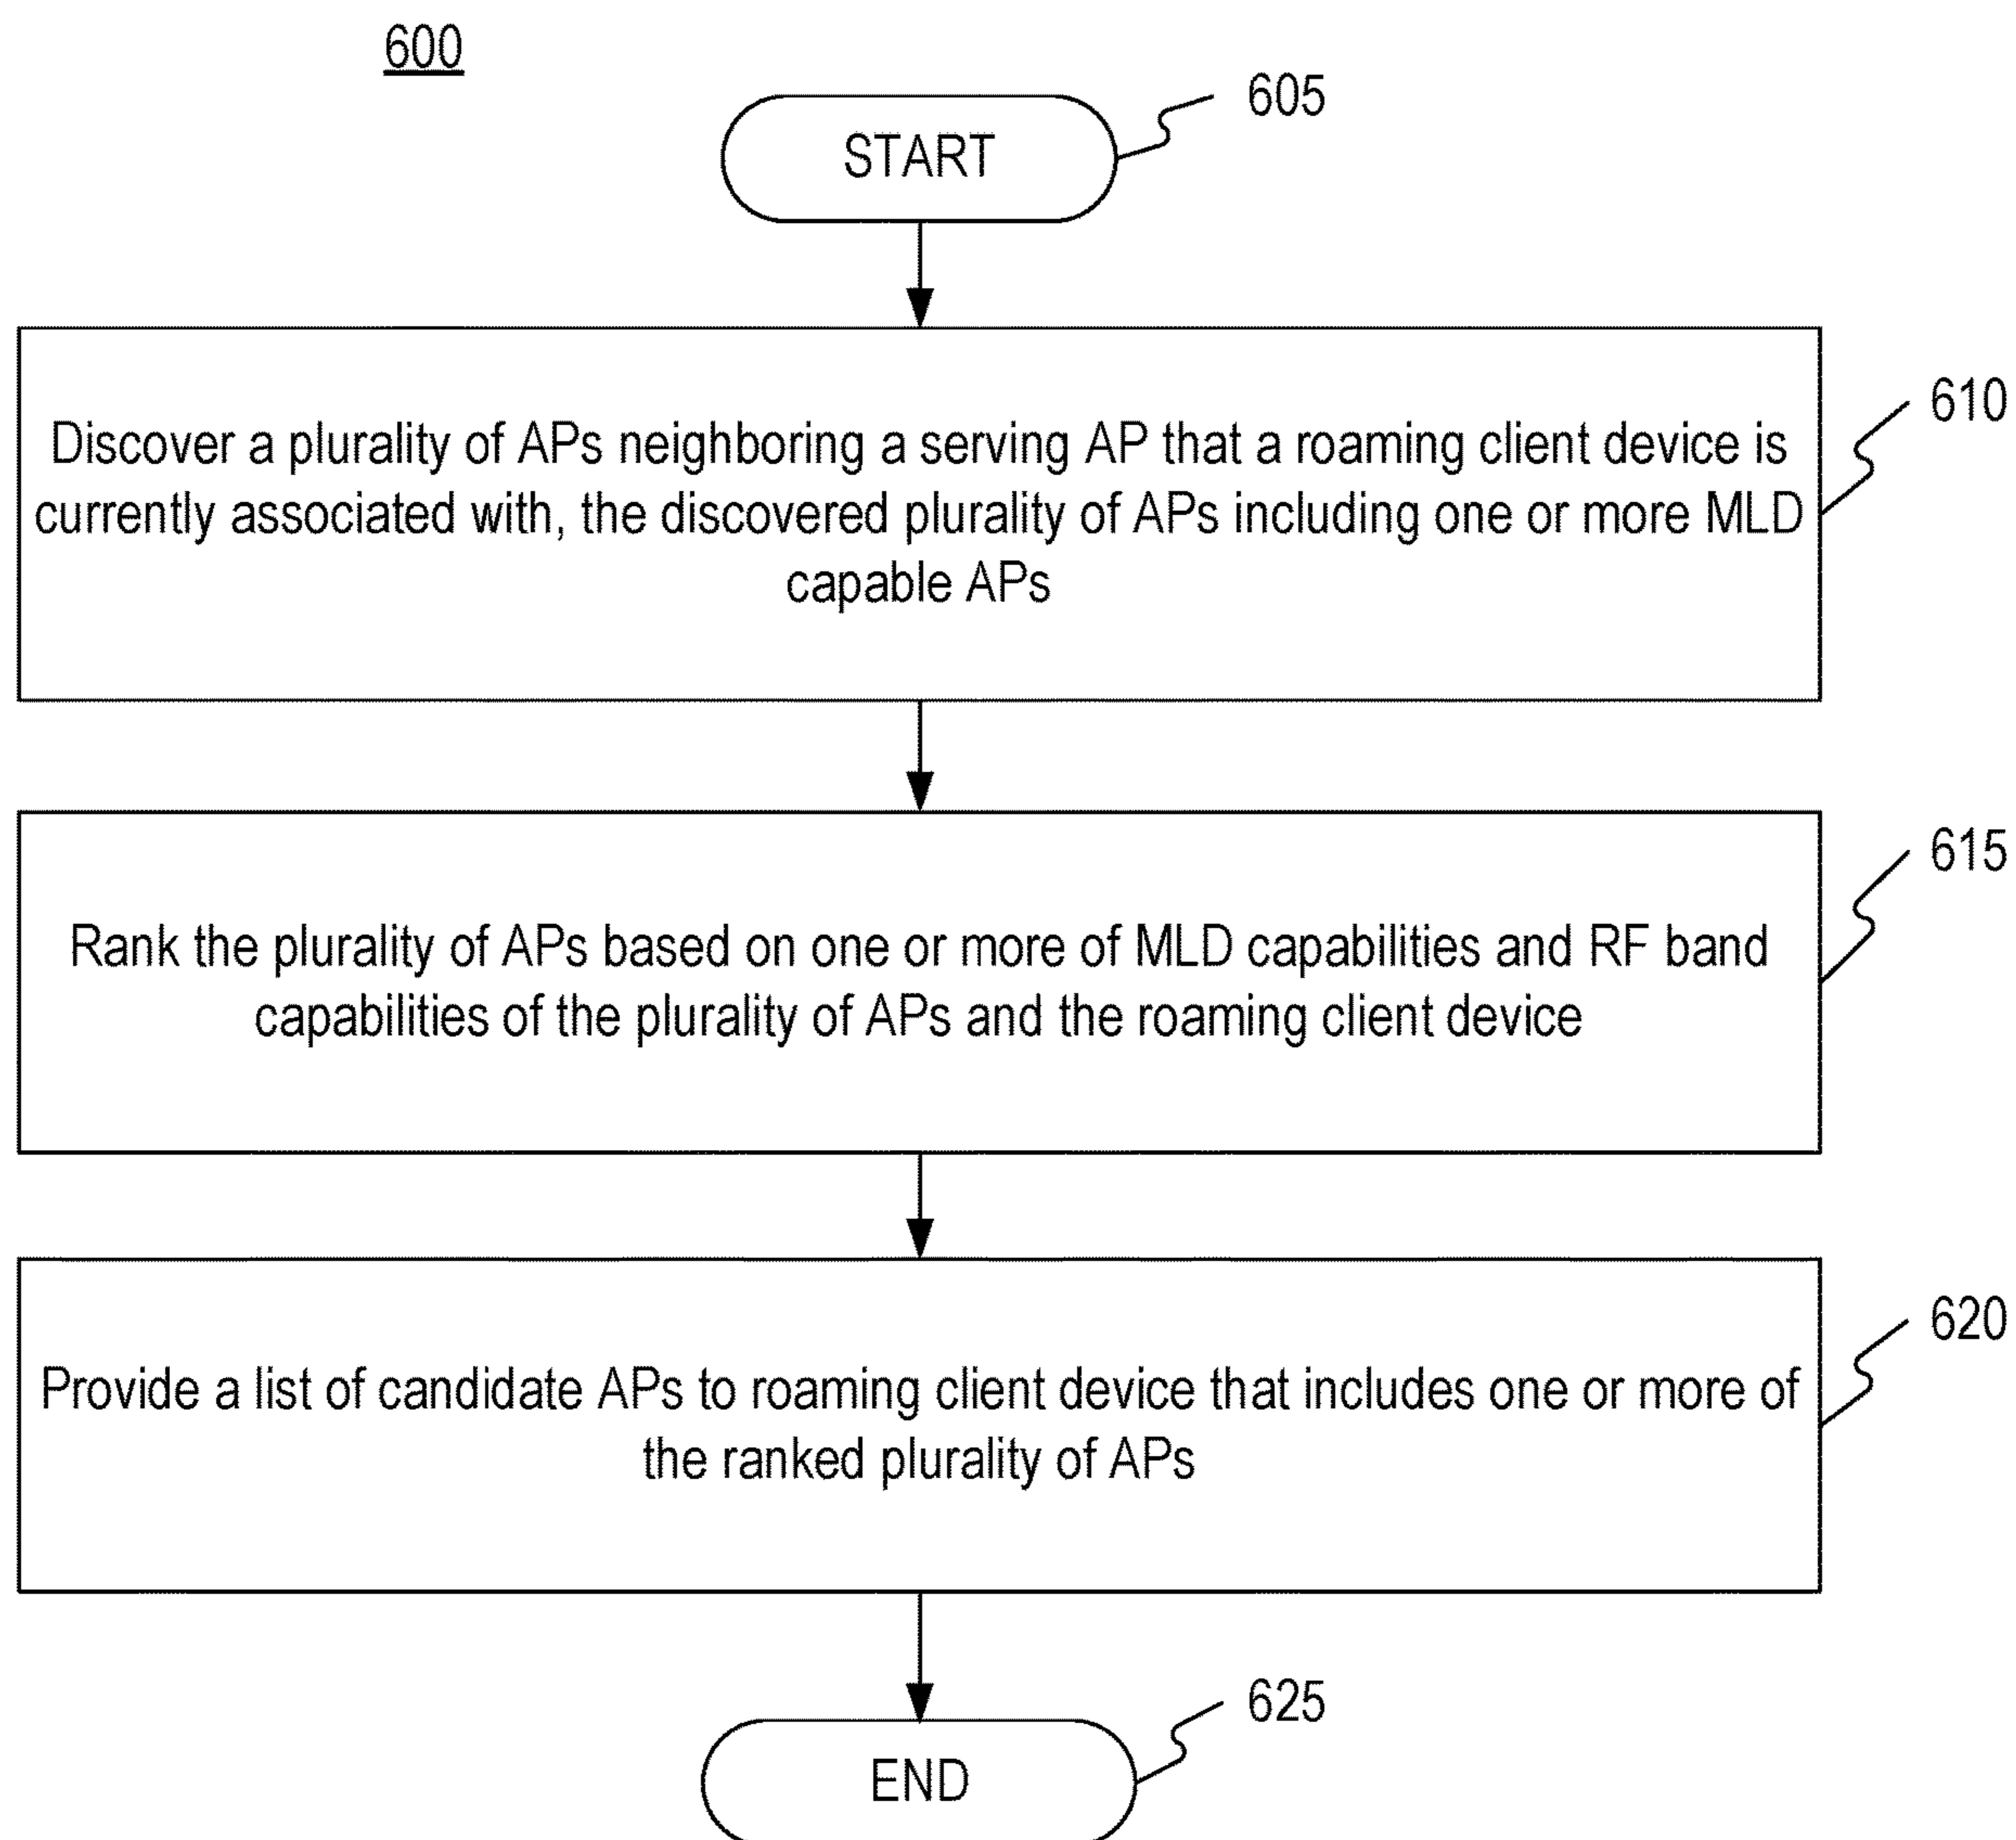 600
START
605
Discover a plurality of APs neighboring a serving AP that a roaming client device is
currently associated with, the discovered plurality of APs including one or more MLD
capable APs
610
Rank the plurality of APs based on one or more of MLD capabilities and RF band
capabilities of the plurality of APs and the roaming client device
615
Provide a list of candidate APs to roaming client device that includes one or more of
the ranked plurality of APs
620
END
625